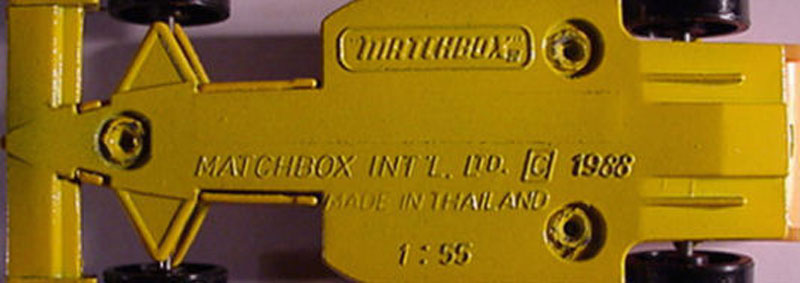 MATCHBOX
MATCHBOX INT'L. LTD. [C] 1988
MADE IN THAILAND
1:55